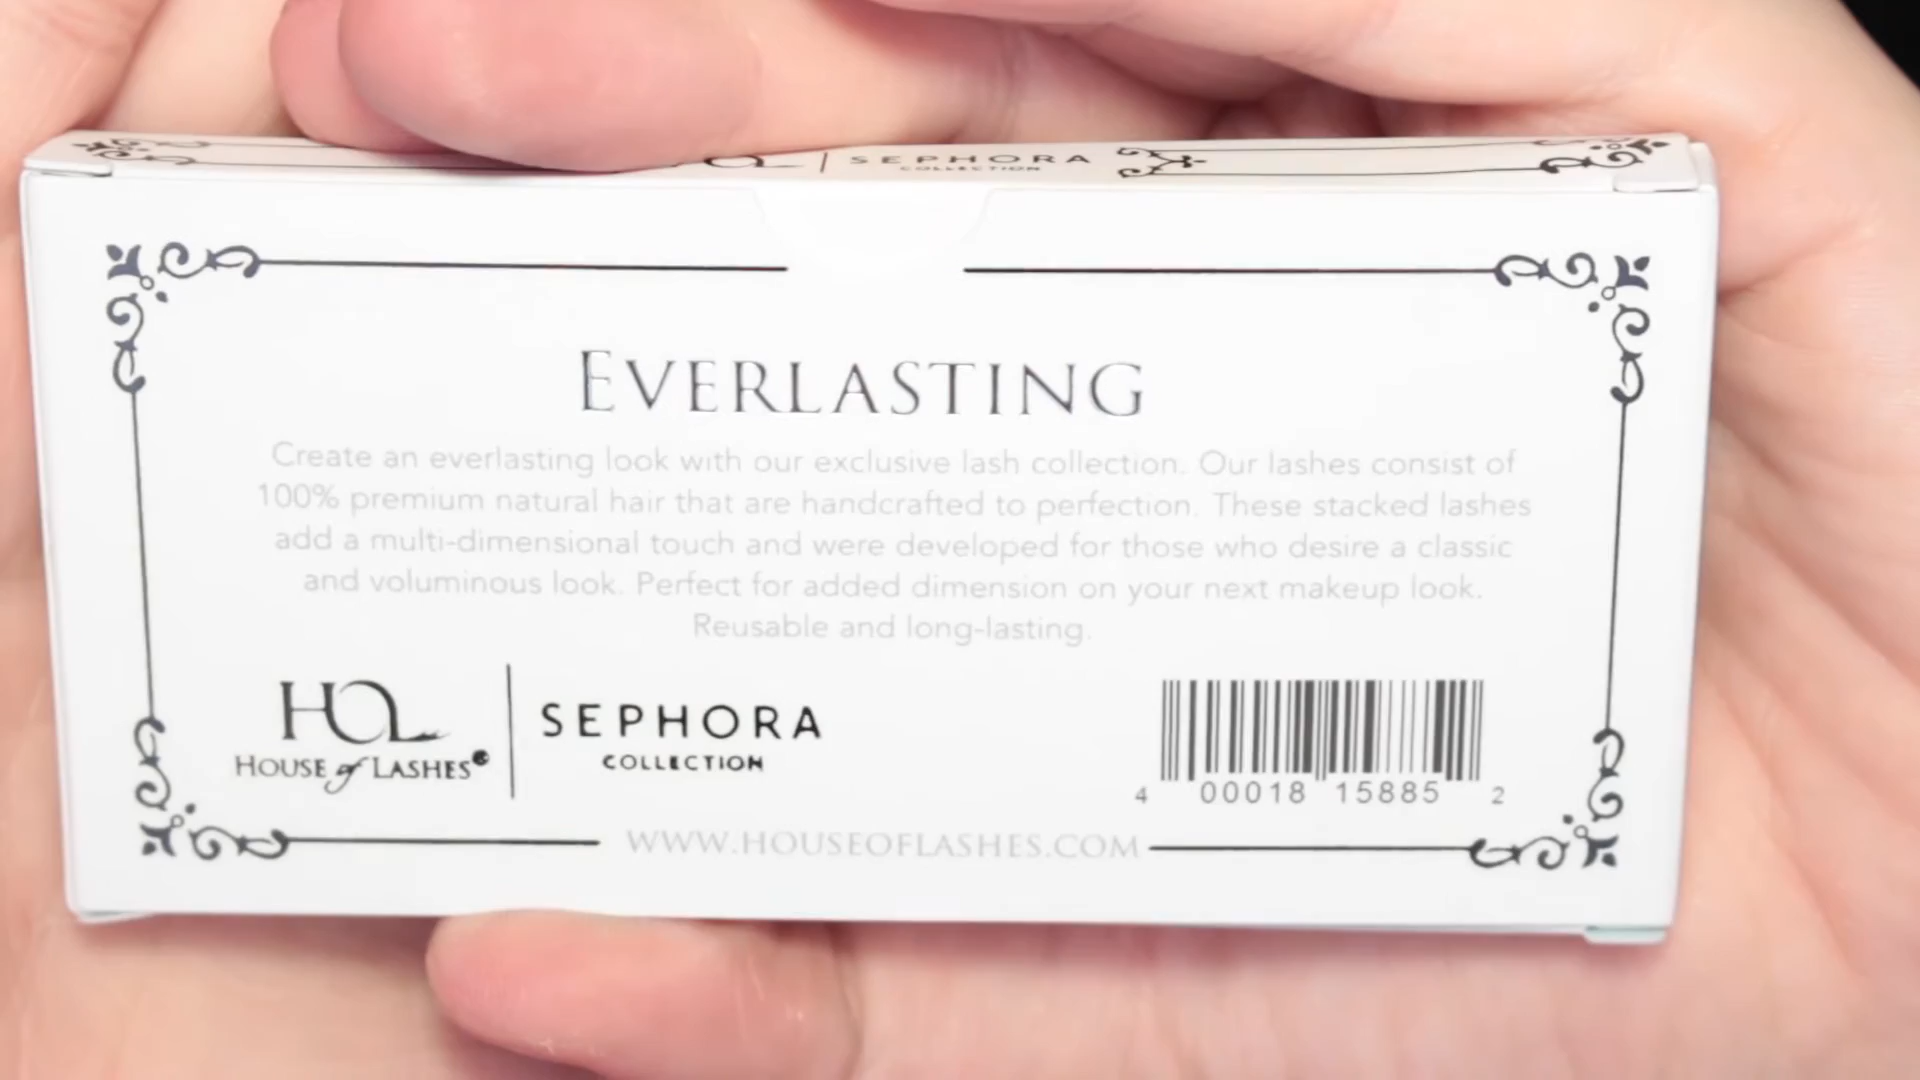 SEPHORA
COLLECTION
EVERLASTING
Create an everlasting look with our exclusive lash collection. Our lashes consist of
100% premium natural hair that are handcrafted to perfection. These stacked lashes
add a multi-dimensional touch and were developed for those who desire a classic
and voluminous look. Perfect for added dimension on your next makeup look.
Reusable and long-lasting.
HOL
HOUSE of LASHES
SEPHORA
COLLECTION
4 00018 15885 2
WWW.HOUSEOFLASHES.COM